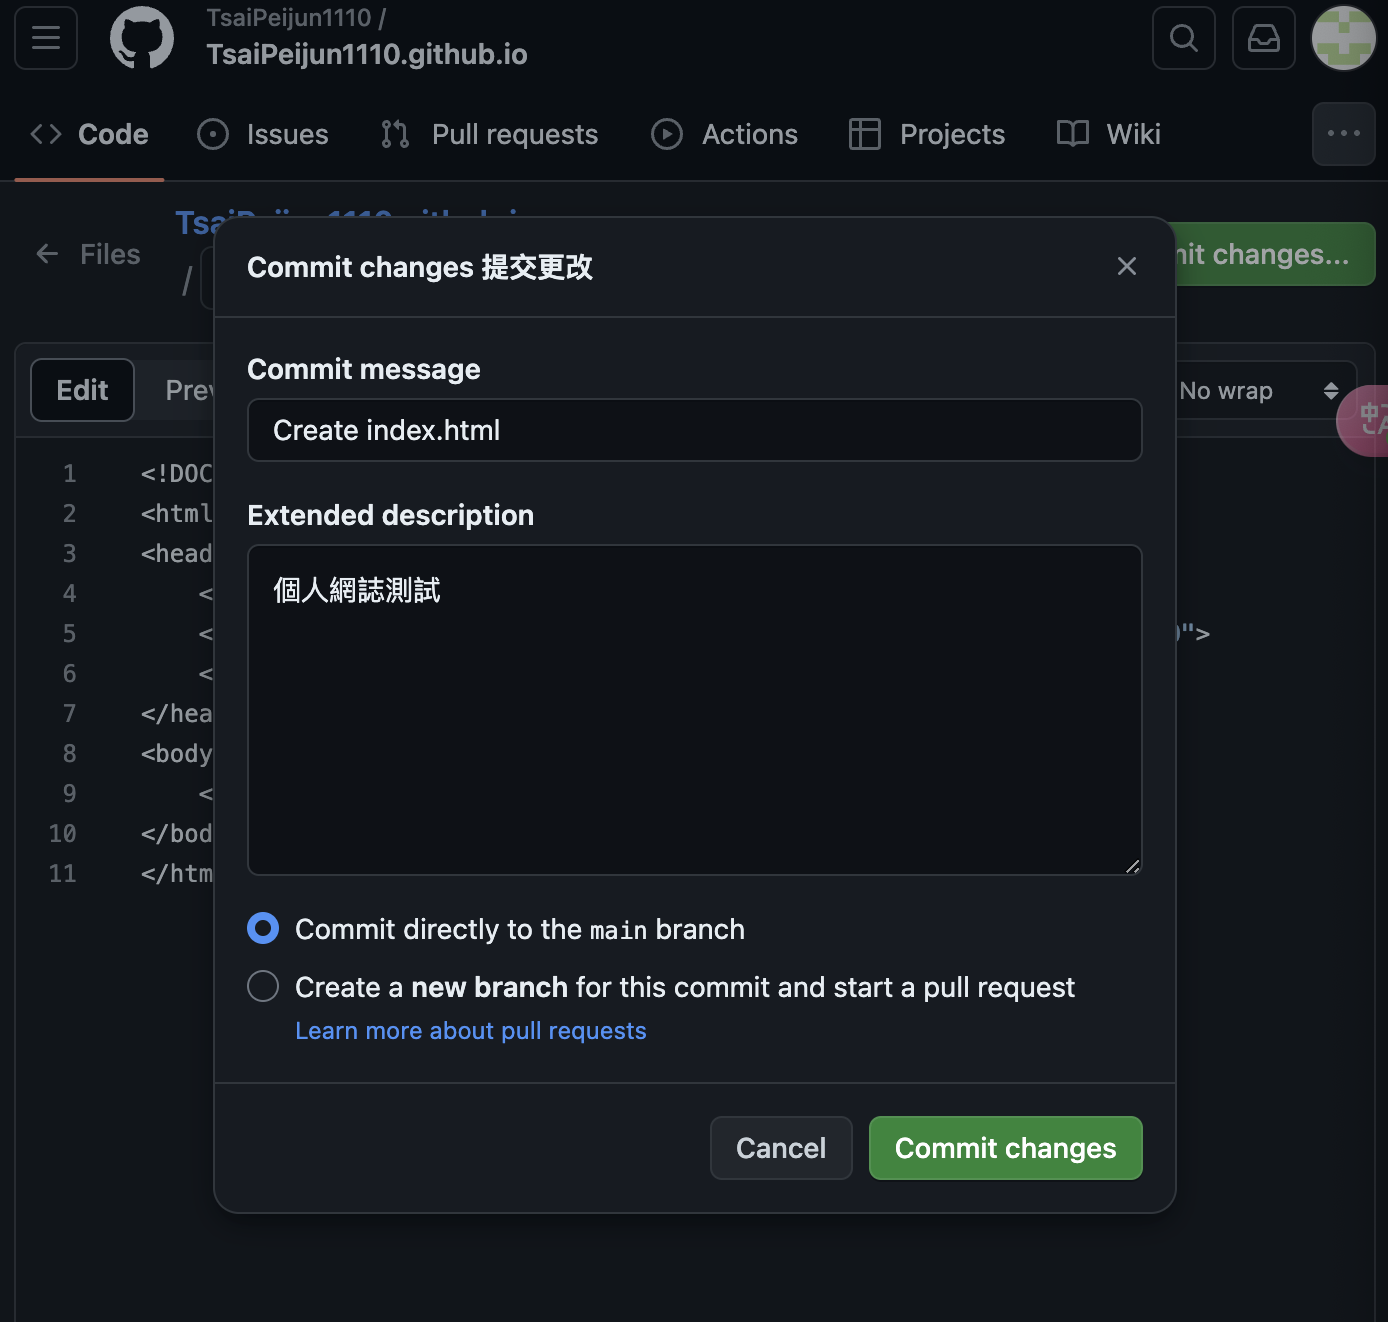 TsaiPeijun1110 /
TsaiPeijun1110.github.io
Code
Issues
Pull requests
Actions
Projects
Wiki
Files
/
Commit changes 提交更改
Commit message
Create index.html
Extended description
個人網誌測試
Commit directly to the main branch
Create a new branch for this commit and start a pull request
Learn more about pull requests
Cancel
Commit changes
changes...
Edit
No wrap
1 <!DOC
2 <html
3 <head
4 <
5 < ">
6 <
7 </hea
8 <body
9 <
10 </bod
11 </htm